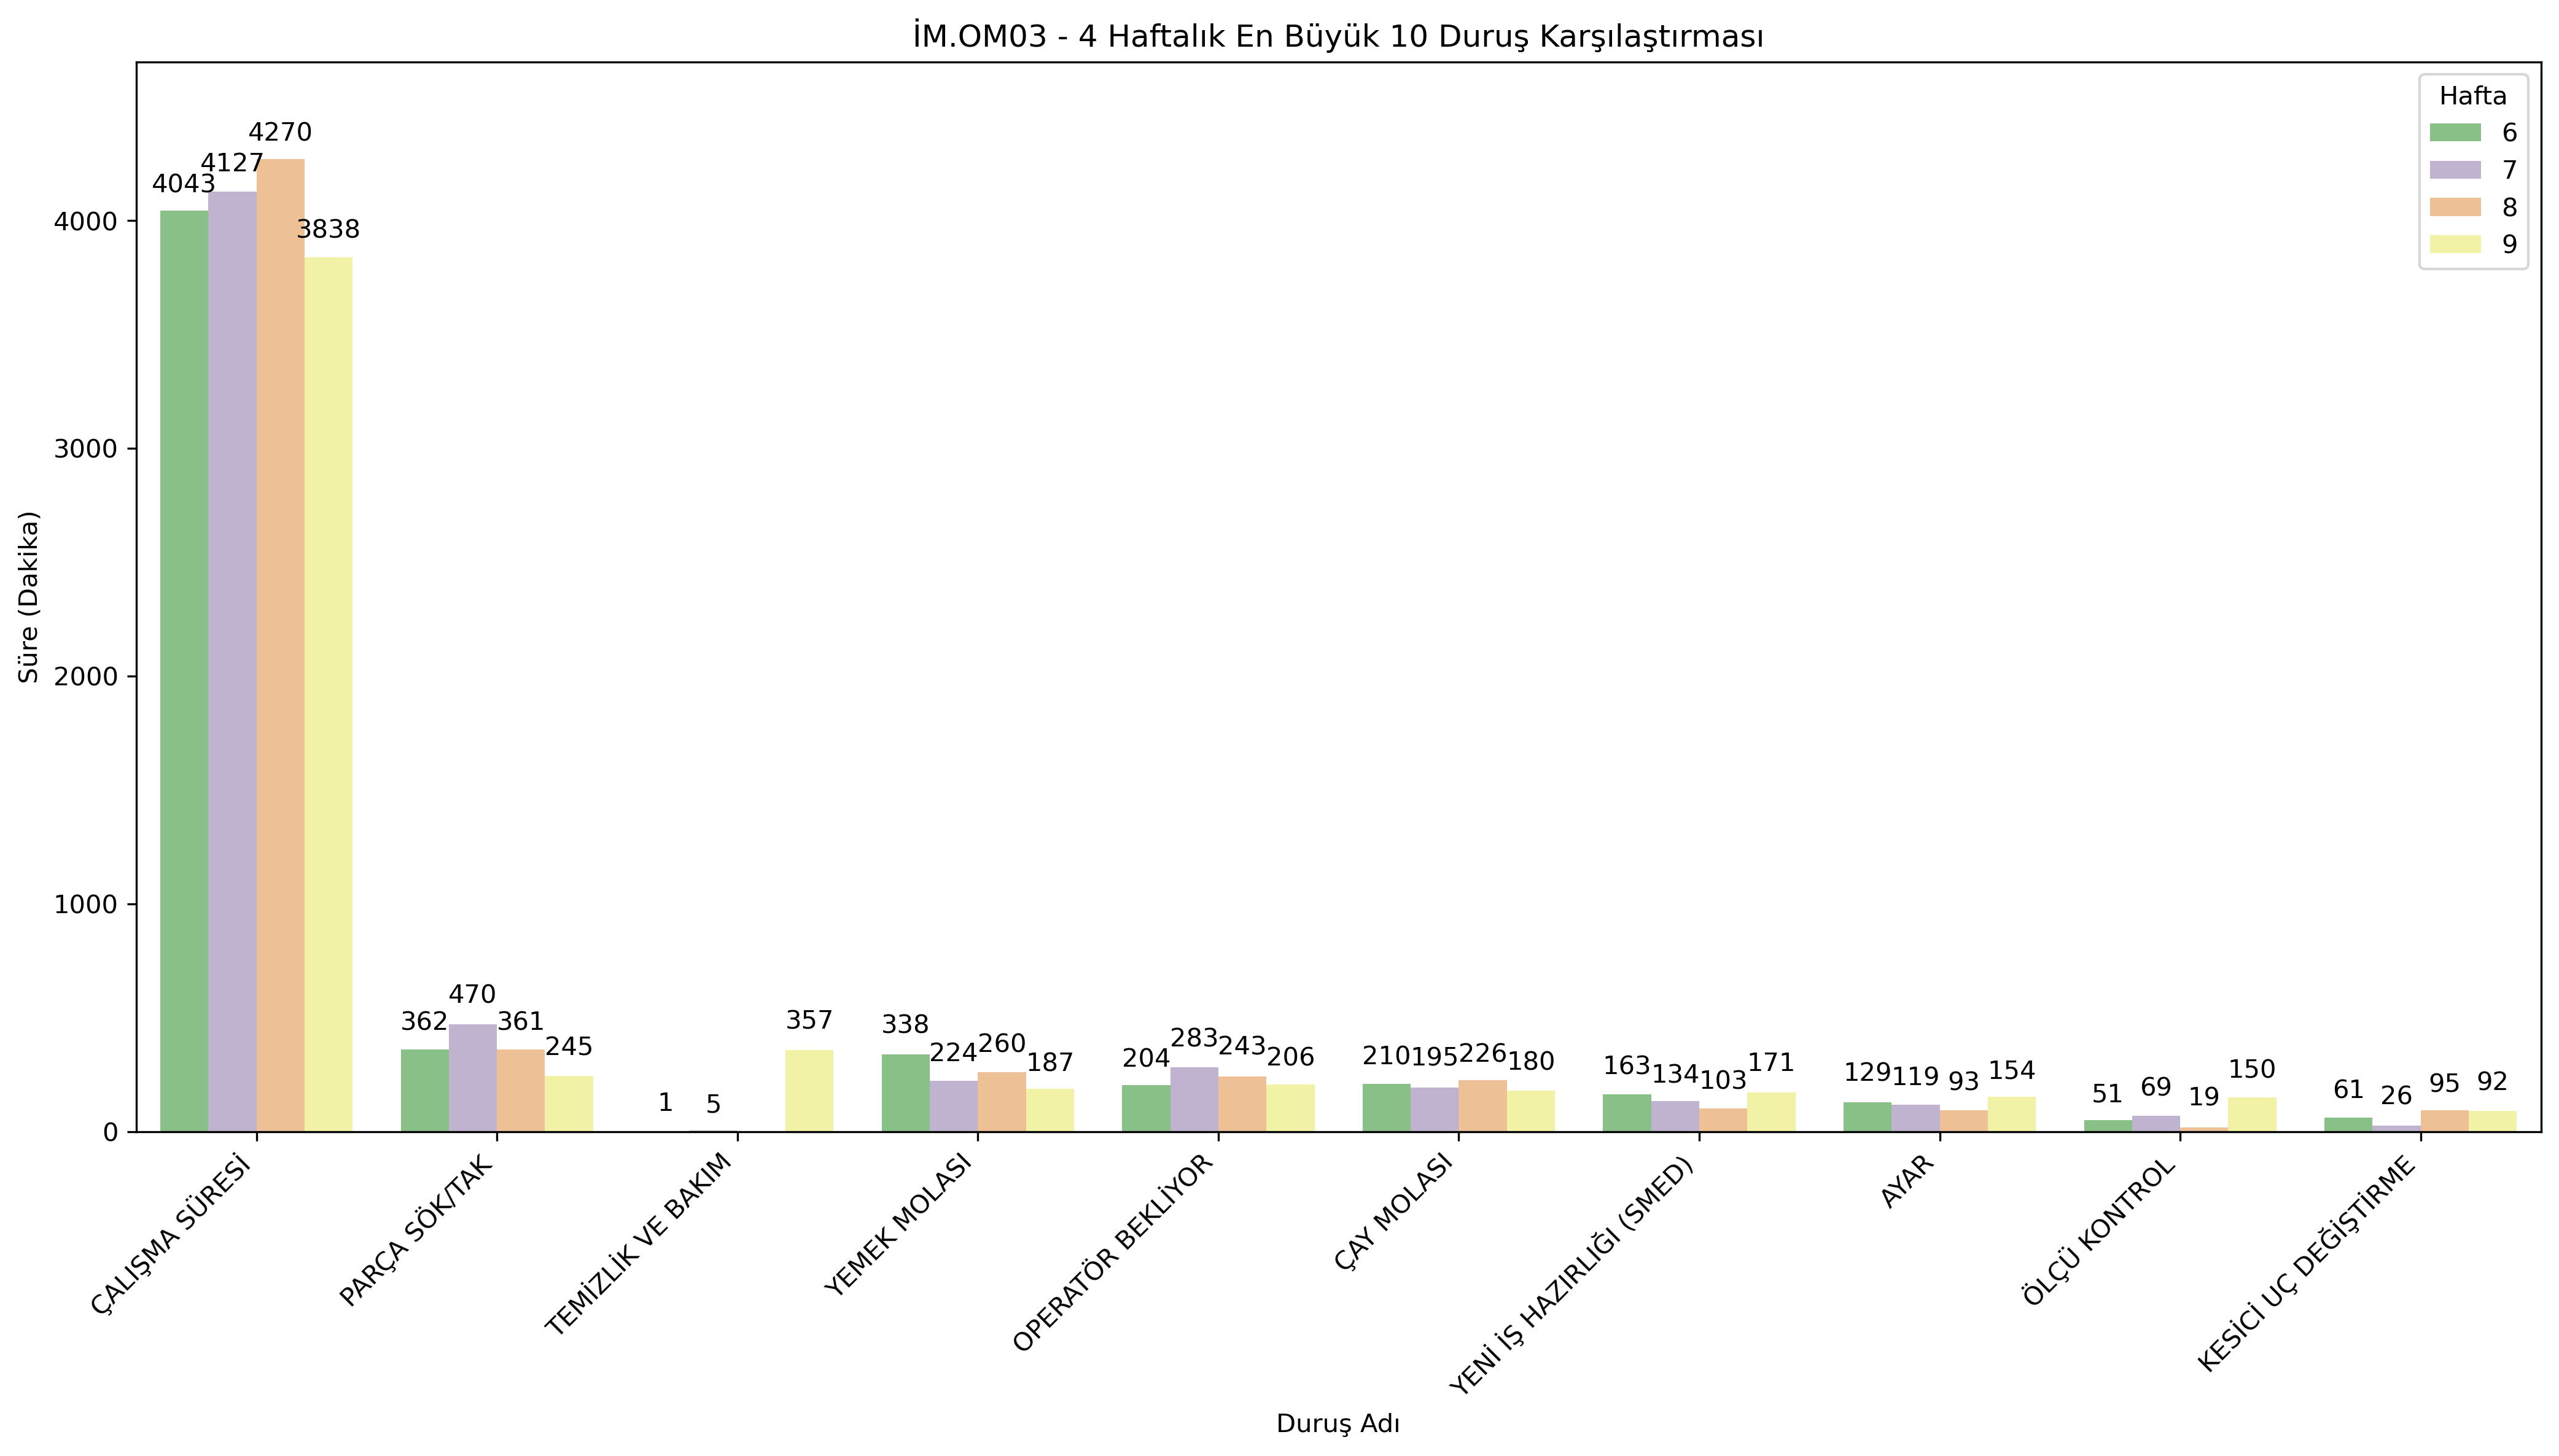 İM.OM03 - 4 Haftalık En Büyük 10 Duruş Karşılaştırması
Hafta
6
7
8
9
Süre (Dakika)
4000
3000
2000
1000
0
4043 4127 4270 3838
362 470 361 245
1 5 357
338 224 260 187
204 283 243 206
210 195 226 180
163 134 103 171
129 119 93 154
51 69 19 150
61 26 95 92
ÇALIŞMA SÜRESİ
PARÇA SÖK/TAK
TEMİZLİK VE BAKIM
YEMEK MOLASI
OPERATÖR BEKLİYOR
ÇAY MOLASI
YENİ İŞ HAZIRLIĞI (SMED)
AYAR
ÖLÇÜ KONTROL
KESİCİ UÇ DEĞİŞTİRME
Duruş Adı